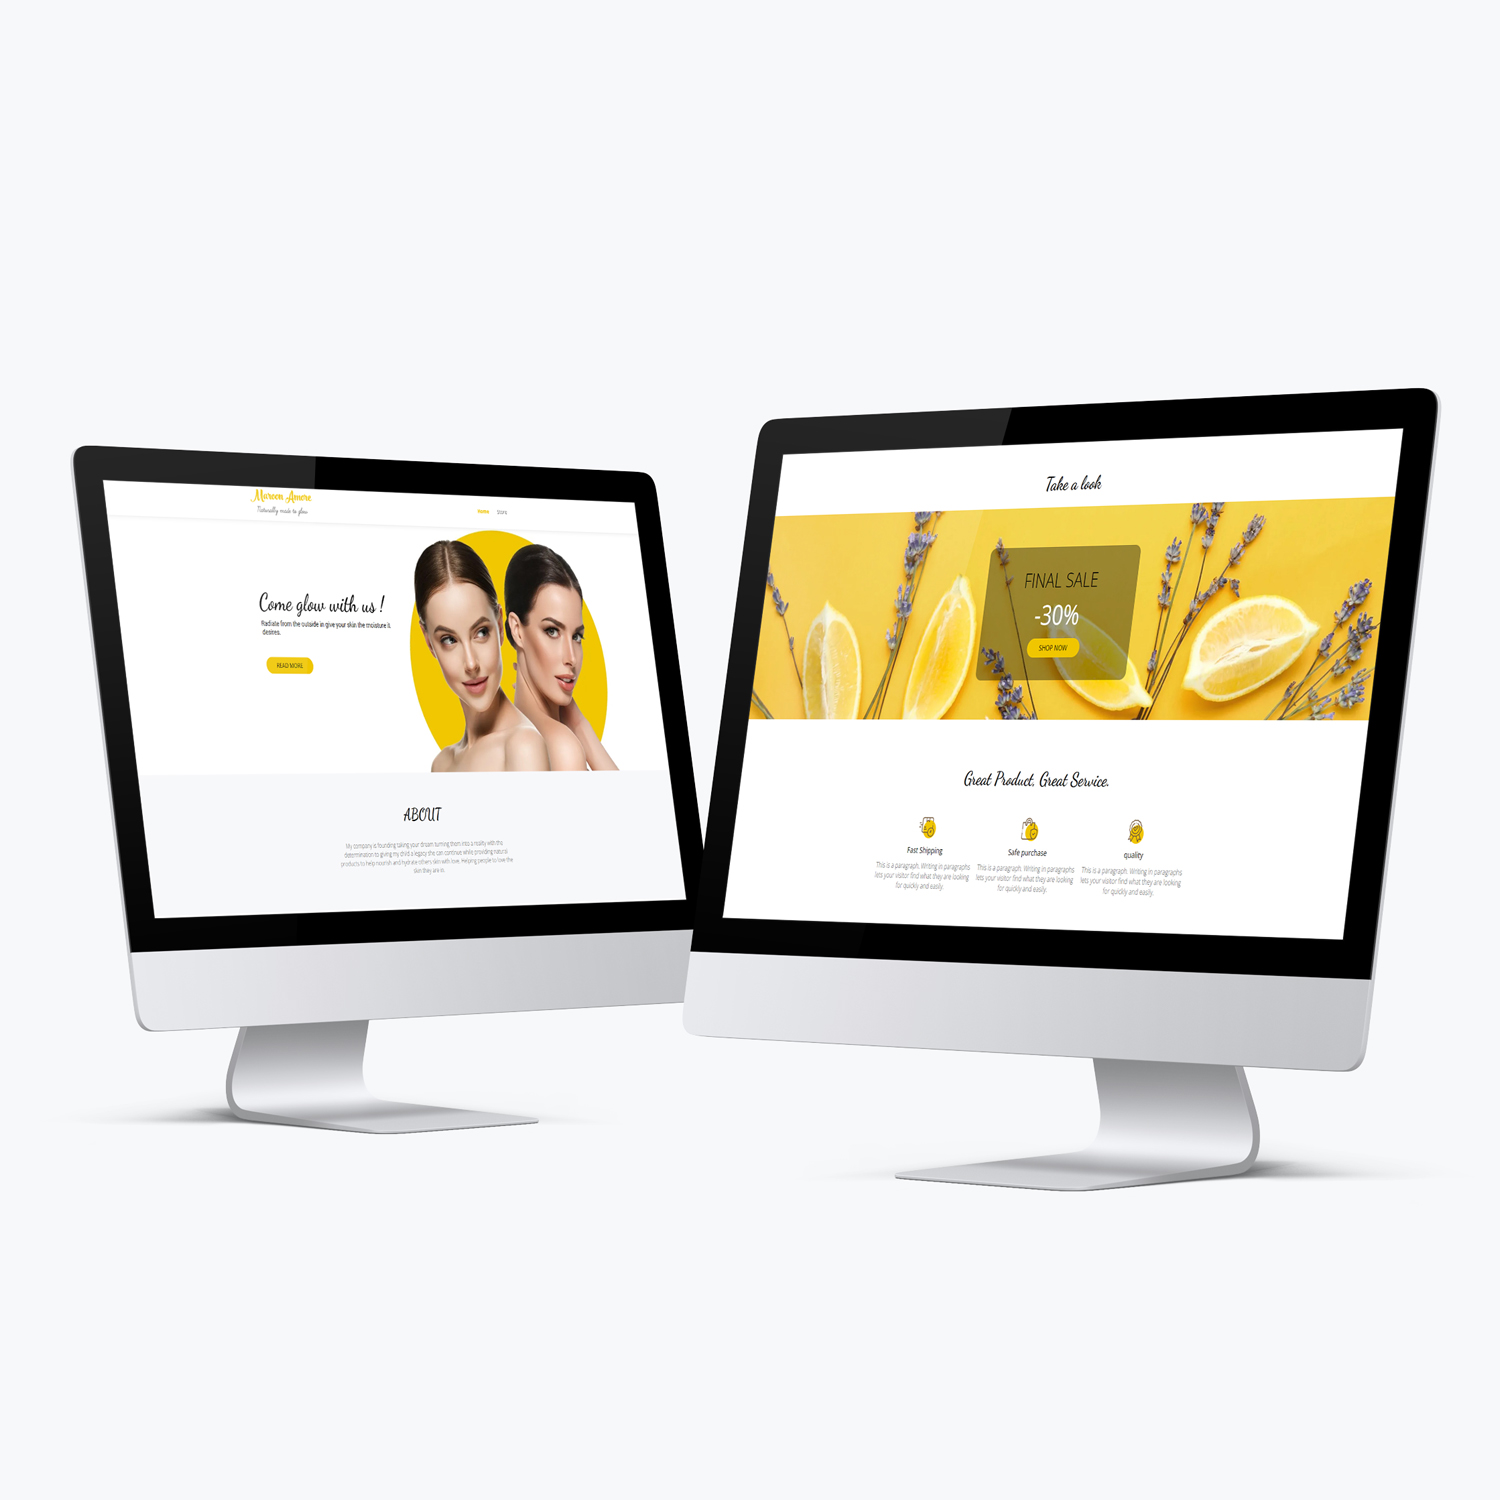 Maroon Amore
Naturally made to glow
Home Store
Come glow with us !
Radiate from the outside in give your skin the moisture it
desires.
READ MORE
ABOUT
My company is founding taking your dream turning them into a reality with the
determination to giving my child a legacy she can continue while providing natural
products to help nourish and hydrate others skin with love. Helping people to love the
skin they are in.
Take a look
FINAL SALE
-30%
SHOP NOW
Great Product, Great Service.
Fast Shipping
This is a paragraph. Writing in paragraphs
lets your visitor find what they are looking
for quickly and easily.
Safe purchase
This is a paragraph. Writing in paragraphs
lets your visitor find what they are looking
for quickly and easily.
quality
This is a paragraph. Writing in paragraphs
lets your visitor find what they are looking
for quickly and easily.